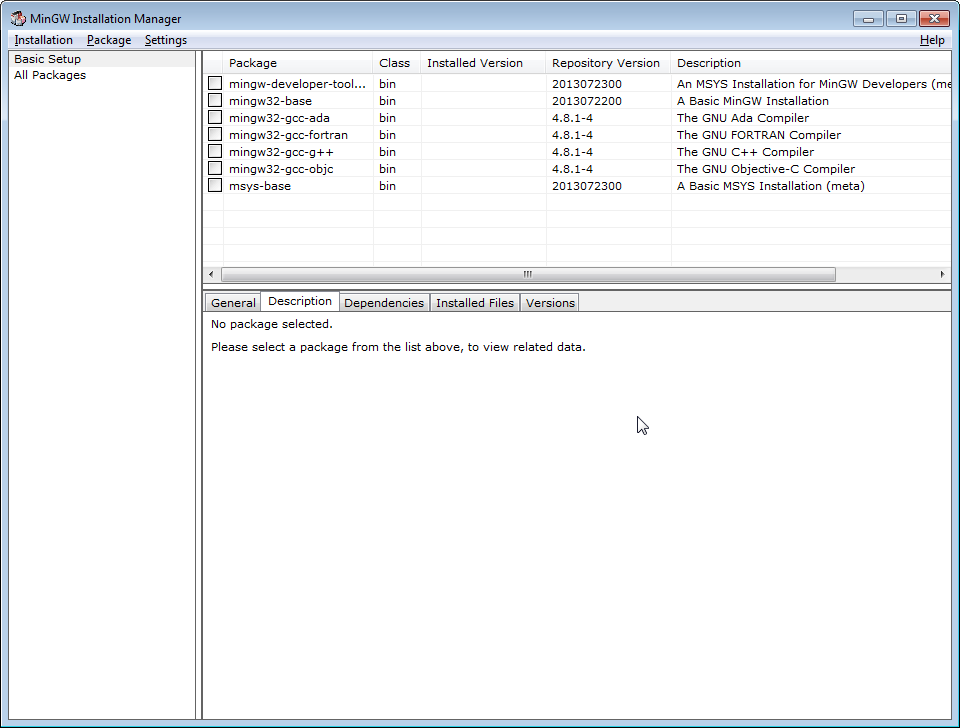 MinGW Installation Manager
Installation Package Settings Help
Basic Setup
All Packages
Package Class Installed Version Repository Version Description
mingw-developer-tool... bin 2013072300 An MSYS Installation for MinGW Developers (me
mingw32-base bin 2013072200 A Basic MinGW Installation
mingw32-gcc-ada bin 4.8.1-4 The GNU Ada Compiler
mingw32-gcc-fortran bin 4.8.1-4 The GNU FORTRAN Compiler
mingw32-gcc-g++ bin 4.8.1-4 The GNU C++ Compiler
mingw32-gcc-objc bin 4.8.1-4 The GNU Objective-C Compiler
msys-base bin 2013072300 A Basic MSYS Installation (meta)
General Description Dependencies Installed Files Versions
No package selected.
Please select a package from the list above, to view related data.